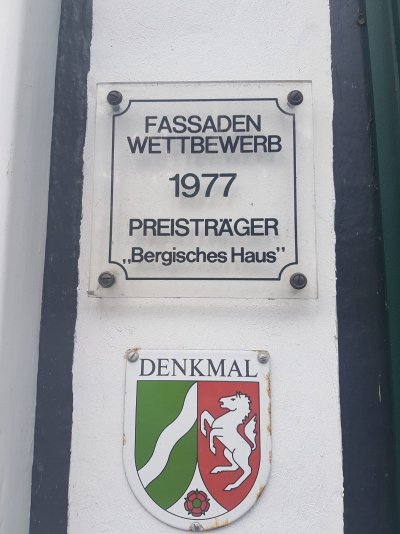 FASSADEN
WETTBEWERB
1977
PREISTRÄGER
„Bergisches Haus"
DENKMAL